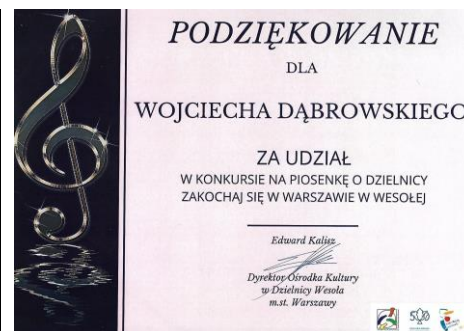 PODZIĘKOWANIE
DLA
WOJCIECHA DĄBROWSKIEGO
ZA UDZIAŁ
W KONKURSIE NA PIOSENKĘ O DZIELNICY
ZAKOCHAJ SIĘ W WARSZAWIE W WESOŁEJ
Edward Kalisz
Dyrektor Ośrodka Kultury
w Dzielnicy Wesoła
m.st. Warszawy